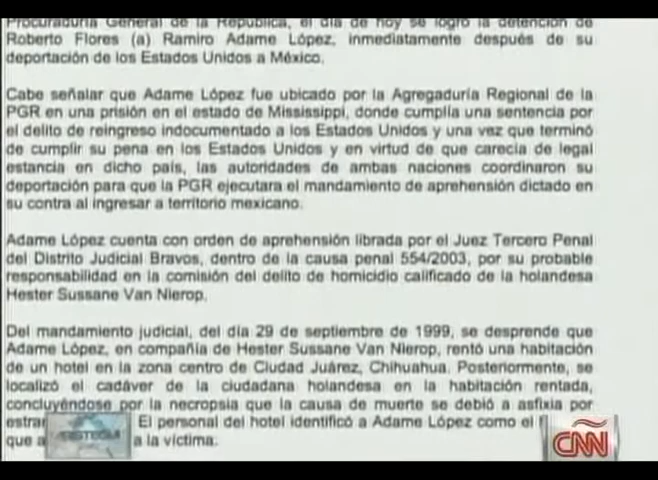 Procuraduría General de la República, el día de hoy se logró la detención de
Roberto Flores (a) Ramiro Adame López, inmediatamente después de su
deportación de los Estados Unidos a México.
Cabe señalar que Adame López fue ubicado por la Agregaduría Regional de la
PGR en una prisión en el estado de Mississippi, donde cumplía una sentencia por
el delito de reingreso indocumentado a los Estados Unidos y una vez que terminó
de cumplir su pena en los Estados Unidos y en virtud de que carecía de legal
estancia en dicho país, las autoridades de ambas naciones coordinaron su
deportación para que la PGR ejecutara el mandamiento de aprehensión dictado en
su contra al ingresar a territorio mexicano.
Adame López cuenta con orden de aprehensión librada por el Juez Tercero Penal
del Distrito Judicial Bravos, dentro de la causa penal 554/2003, por su probable
responsabilidad en la comisión del delito de homicidio calificado de la holandesa
Hester Sussane Van Nierop.
Del mandamiento judicial, del día 29 de septiembre de 1999, se desprende que
Adame López, en compañía de Hester Sussane Van Nierop, rentó una habitación
de un hotel en la zona centro de Ciudad Juárez, Chihuahua. Posteriormente, se
localizó el cadáver de la ciudadana holandesa en la habitación rentada,
concluyéndose por la necropsia que la causa de muerte se debió a asfixia por
El personal del hotel identificó a Adame López como el
que a la víctima.
ARISTEGUI
CNN